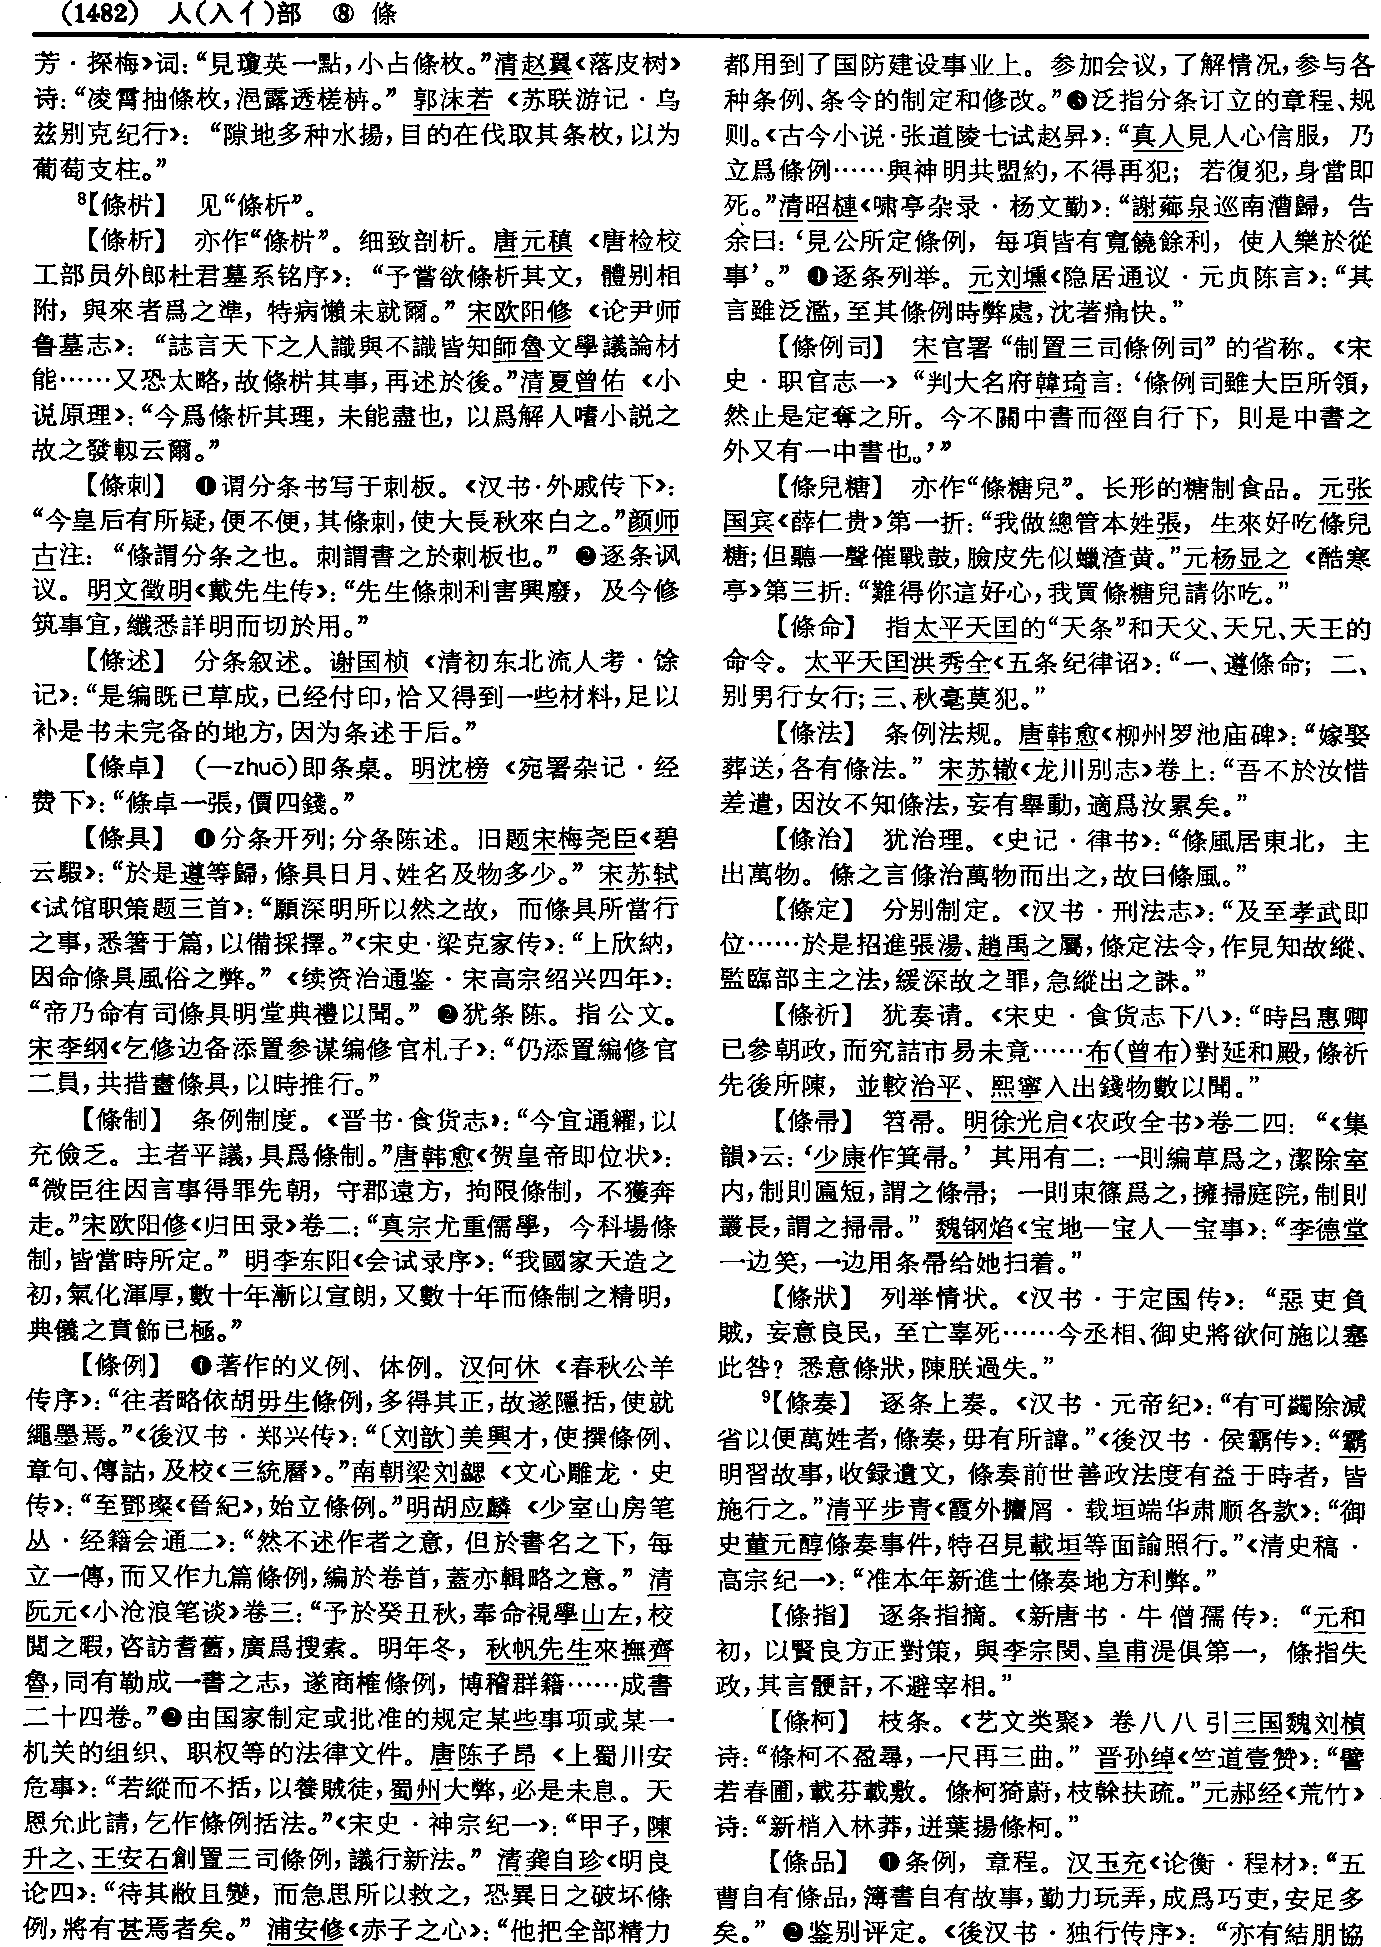 (1482) 人(入亻)部 ⑧ 條
芳·探梅》词：“見瓊英一點，小占條枚。”清赵翼《落皮树》
诗：“凌霄抽條枚，浥露透槎枿。” 郭沫若《苏联游记·乌
兹别克纪行》：“隙地多种水揚，目的在伐取其条枚，以为
葡萄支柱。”
⁸【條枿】 见“條析”。
【條析】 亦作“條枿”。细致剖析。唐元稹《唐检校
工部员外郎杜君墓系铭序》：“予嘗欲條析其文，體别相
附，與來者爲之準，特病懶未就爾。”宋欧阳修《论尹师
鲁墓志》：“誌言天下之人識與不識皆知師魯文學議論材
能……又恐太略，故條枿其事，再述於後。”清夏曾佑《小
说原理》：“今爲條析其理，未能盡也，以爲解人嗜小説之
故之發軔云爾。”
【條刺】 ❶谓分条书写于刺板。《汉书·外戚传下》：
“今皇后有所疑，便不便，其條刺，使大長秋來白之。”颜师
古注：“條謂分条之也。刺謂書之於刺板也。” ❷逐条讽
议。明文徵明《戴先生传》：“先生條刺利害興廢，及今修
筑事宜，纖悉詳明而切於用。”
【條述】 分条叙述。谢国桢《清初东北流人考·馀
记》：“是编既已草成，已经付印，恰又得到一些材料，足以
补是书未完备的地方，因为条述于后。”
【條卓】 （—zhuō）即条桌。明沈榜《宛署杂记·经
费下》：“條卓一張，價四錢。”
【條具】 ❶分条开列；分条陈述。旧题宋梅尧臣《碧
云騢》：“於是遵等歸，條具日月、姓名及物多少。” 宋苏轼
《试馆职策题三首》：“願深明所以然之故，而條具所當行
之事，悉箸于篇，以備採擇。”《宋史·梁克家传》：“上欣納，
因命條具風俗之弊。”《续资治通鉴·宋高宗绍兴四年》：
“帝乃命有司條具明堂典禮以聞。” ❷犹条陈。指公文。
宋李纲《乞修边备添置参谋编修官札子》：“仍添置編修官
二員，共措畫條具，以時推行。”
【條制】 条例制度。《晋书·食货志》：“今宜通糴，以
充儉乏。主者平議，具爲條制。”唐韩愈《贺皇帝即位状》：
“微臣往因言事得罪先朝，守郡遠方，拘限條制，不獲奔
走。”宋欧阳修《归田录》卷二：“真宗尤重儒學，今科場條
制，皆當時所定。” 明李东阳《会试录序》：“我國家天造之
初，氣化渾厚，數十年漸以宣朗，又數十年而條制之精明，
典儀之賁飾已極。”
【條例】 ❶著作的义例、体例。汉何休《春秋公羊
传序》：“往者略依胡毋生條例，多得其正，故遂隱括，使就
繩墨焉。”《後汉书·郑兴传》：“〔刘歆〕美興才，使撰條例、
章句、傳詁，及校《三統曆》。”南朝梁刘勰《文心雕龙·史
传》：“至鄧璨《晉紀》，始立條例。”明胡应麟《少室山房笔
丛·经籍会通二》：“然不述作者之意，但於書名之下，每
立一傳，而又作九篇條例，編於卷首，蓋亦輯略之意。” 清
阮元《小沧浪笔谈》卷三：“予於癸丑秋，奉命視學山左，校
閲之暇，咨訪耆舊，廣爲搜索。明年冬，秋帆先生來撫齊
魯，同有勒成一書之志，遂商榷條例，博稽群籍……成書
二十四卷。”❷由国家制定或批准的规定某些事项或某一
机关的组织、职权等的法律文件。唐陈子昂《上蜀川安
危事》：“若縱而不括，以養賊徒，蜀州大弊，必是未息。天
恩允此請，乞作條例括法。”《宋史·神宗纪一》：“甲子，陳
升之、王安石創置三司條例，議行新法。” 清龚自珍《明良
论四》：“待其敝且變，而急思所以救之，恐異日之破坏條
例，將有甚焉者矣。” 浦安修《赤子之心》：“他把全部精力
都用到了国防建设事业上。参加会议，了解情况，参与各
种条例、条令的制定和修改。”❸泛指分条订立的章程、规
则。《古今小说·张道陵七试赵昇》：“真人見人心信服，乃
立爲條例……與神明共盟約，不得再犯；若復犯，身當即
死。”清昭槤《啸亭杂录·杨文勤》：“謝薌泉巡南漕歸，告
余曰：‘見公所定條例，每項皆有寬饒餘利，使人樂於從
事’。” ❹逐条列举。元刘壎《隐居通议·元贞陈言》：“其
言雖泛濫，至其條例時弊處，沈著痛快。”
【條例司】 宋官署“制置三司條例司”的省称。《宋
史·职官志一》“判大名府韓琦言：‘條例司雖大臣所領，
然止是定奪之所。今不關中書而徑自行下，則是中書之
外又有一中書也。’”
【條兒糖】 亦作“條糖兒”。长形的糖制食品。元张
国宾《薛仁贵》第一折：“我做總管本姓張，生來好吃條兒
糖；但聽一聲催戰鼓，臉皮先似蠟渣黄。”元杨显之《酷寒
亭》第三折：“難得你這好心，我買條糖兒請你吃。”
【條命】 指太平天囯的“天条”和天父、天兄、天王的
命令。太平天囯洪秀全《五条纪律诏》：“一、遵條命；二、
别男行女行；三、秋毫莫犯。”
【條法】 条例法规。唐韩愈《柳州罗池庙碑》：“嫁娶
葬送，各有條法。” 宋苏辙《龙川别志》卷上：“吾不於汝惜
差遣，因汝不知條法，妄有舉動，適爲汝累矣。”
【條治】 犹治理。《史记·律书》：“條風居東北，主
出萬物。條之言條治萬物而出之，故曰條風。”
【條定】 分别制定。《汉书·刑法志》：“及至孝武即
位……於是招進張湯、趙禹之屬，條定法令，作見知故縱、
監臨部主之法，緩深故之罪，急縱出之誅。”
【條祈】 犹奏请。《宋史·食货志下八》：“時吕惠卿
已參朝政，而究詰市易未竟……布（曾布）對延和殿，條祈
先後所陳，並較治平、熙寧入出錢物數以聞。”
【條帚】 笤帚。明徐光启《农政全书》卷二四：“《集
韻》云：‘少康作箕帚。’其用有二：一則编草爲之，潔除室
内，制則匾短，謂之條帚；一則束篠爲之，擁掃庭院，制則
叢長，謂之掃帚。” 魏钢焰《宝地—宝人—宝事》：“李德堂
一边笑，一边用条帚给她扫着。”
【條狀】 列举情状。《汉书·于定国传》：“惡吏負
賊，妄意良民，至亡辜死……今丞相、御史將欲何施以塞
此咎？悉意條狀，陳朕過失。”
⁹【條奏】 逐条上奏。《汉书·元帝纪》：“有可蠲除減
省以便萬姓者，條奏，毋有所諱。”《後汉书·侯霸传》：“霸
明習故事，收録遺文，條奏前世善政法度有益于時者，皆
施行之。”清平步青《霞外攟屑·载垣端华肃顺各款》：“御
史董元醇條奏事件，特召見載垣等面諭照行。”《清史稿·
高宗纪一》：“准本年新進士條奏地方利弊。”
【條指】 逐条指摘。《新唐书·牛僧孺传》：“元和
初，以賢良方正對策，與李宗閔、皇甫湜俱第一，條指失
政，其言骾訐，不避宰相。”
【條柯】 枝条。《艺文类聚》卷八八引三国魏刘楨
诗：“條柯不盈尋，一尺再三曲。” 晋孙绰《竺道壹赞》：“譬
若春圃，載芬載敷。條柯猗蔚，枝榦扶疏。”元郝经《荒竹》
诗：“新梢入林莽，迸葉揚條柯。”
【條品】 ❶条例，章程。汉王充《论衡·程材》：“五
曹自有條品，簿書自有故事，勤力玩弄，成爲巧吏，安足多
矣。” ❷鉴别评定。《後汉书·独行传序》：“亦有結朋協